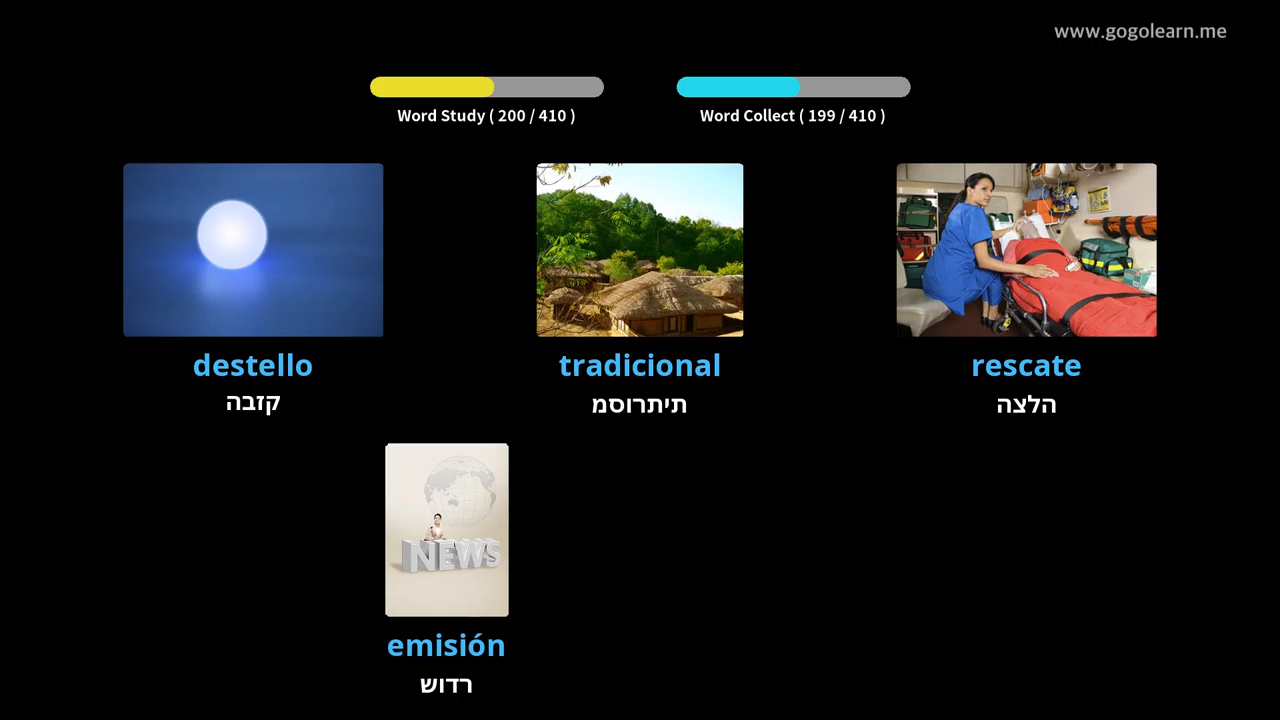 www.gogolearn.me
Word Study ( 200 / 410 )
Word Collect ( 199 / 410 )
destello
קזבה
tradicional
תיתרוסמ
rescate
הלצה
NEWS
emisión
רדוש